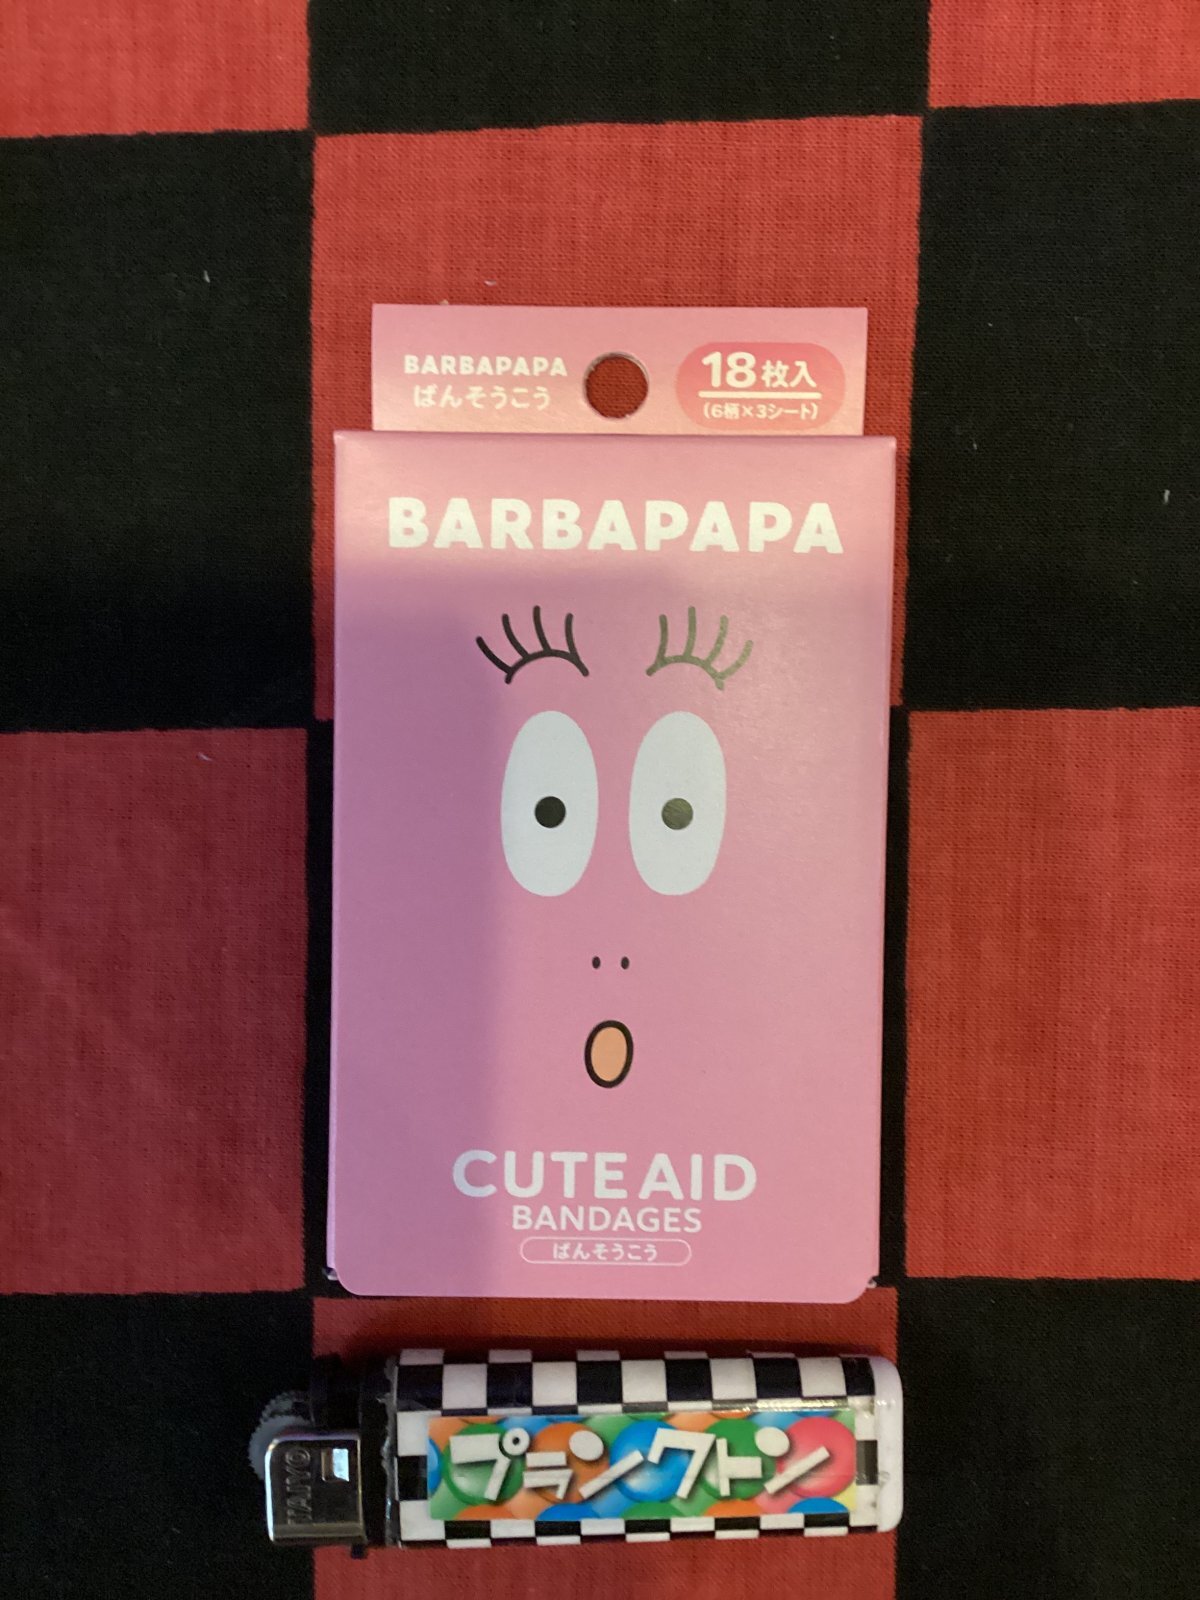 BARBAPAPA
ばんそうこう
18枚入
(6柄×3シート)
BARBAPAPA
CUTE AID
BANDAGES
ばんそうこう
TAIYO
プランクトン